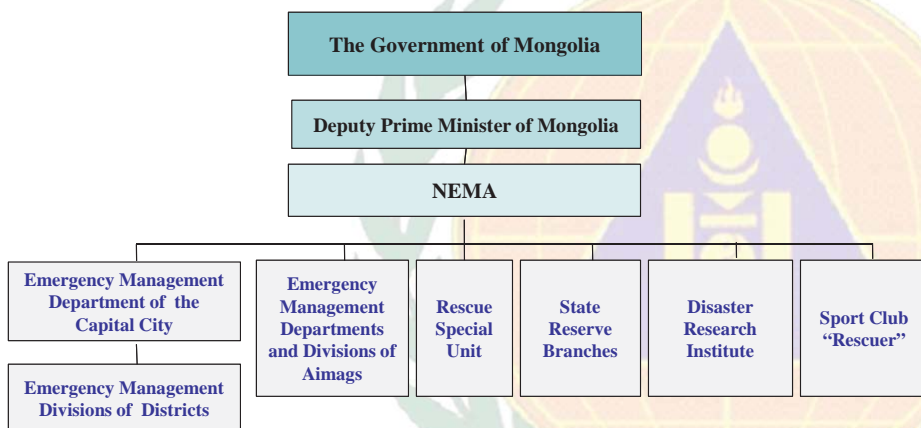 The Government of Mongolia
Deputy Prime Minister of Mongolia
NEMA
Emergency Management
Department of the
Capital City
Emergency Management
Divisions of Districts
Emergency
Management
Departments
and Divisions of
Aimags
Rescue
Special
Unit
State
Reserve
Branches
Disaster
Research
Institute
Sport Club
“Rescuer”